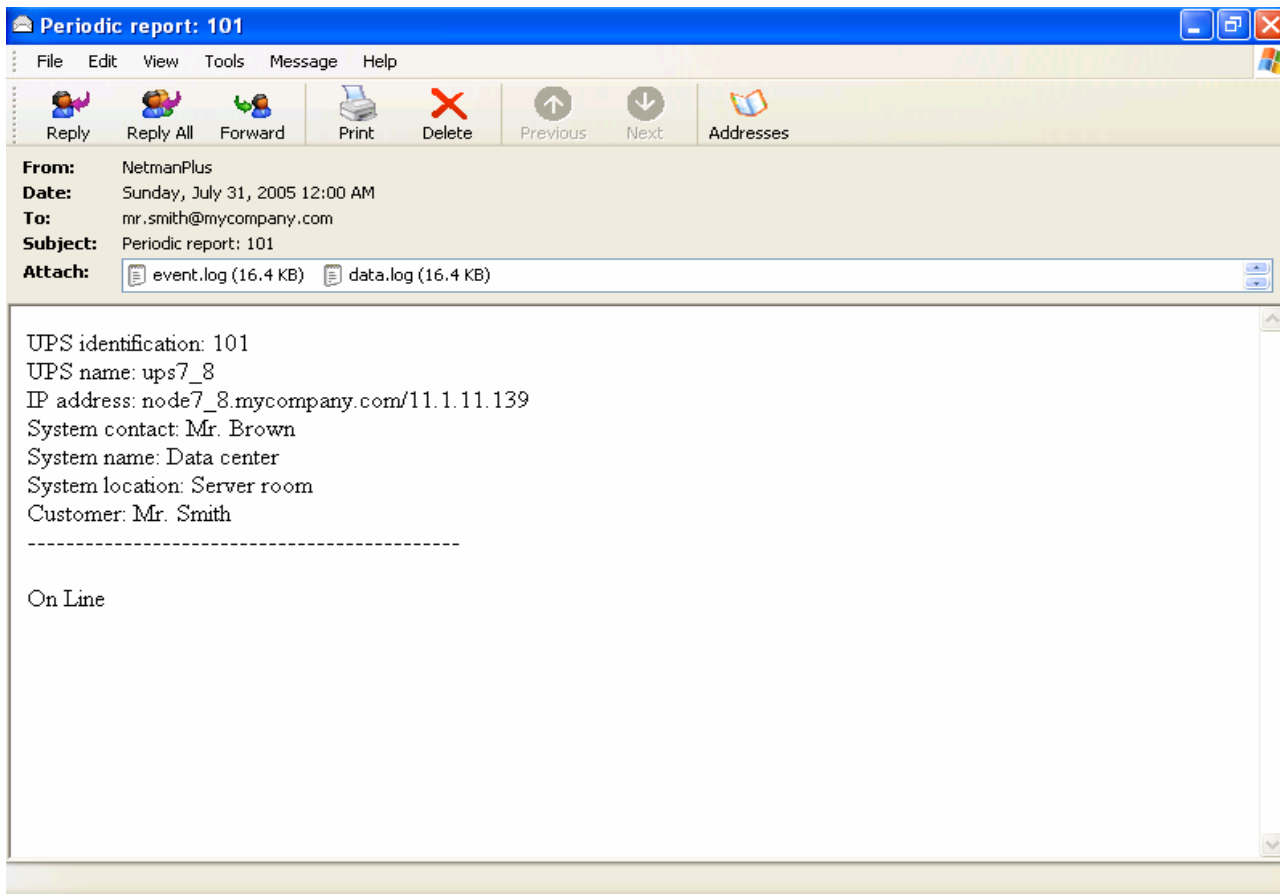 Periodic report: 101
File Edit View Tools Message Help
Reply Reply All Forward Print Delete Previous Next Addresses
From: NetmanPlus
Date: Sunday, July 31, 2005 12:00 AM
To: mr.smith@mycompany.com
Subject: Periodic report: 101
Attach: event.log (16.4 KB) data.log (16.4 KB)
UPS identification: 101
UPS name: ups7_8
IP address: node7_8.mycompany.com/11.1.11.139
System contact: Mr. Brown
System name: Data center
System location: Server room
Customer: Mr. Smith
---------------------------------------------
On Line